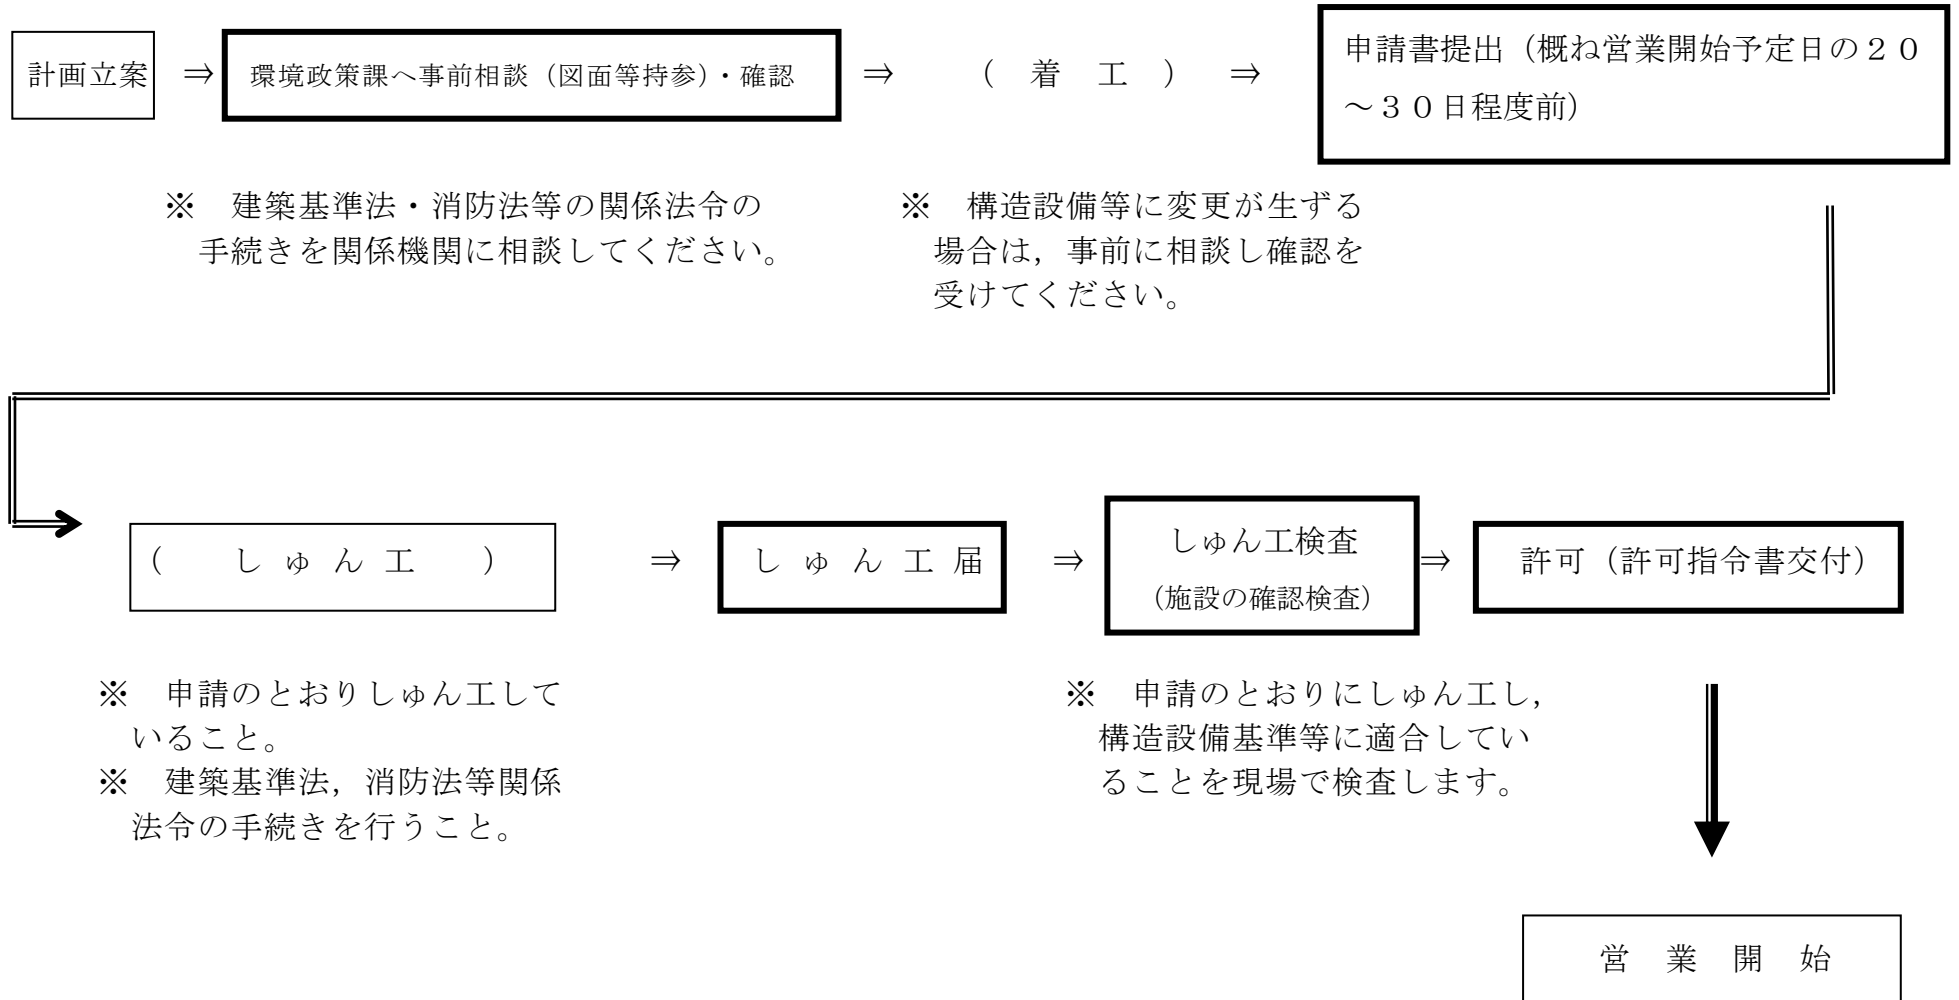 計画立案 ⇒ 環境政策課へ事前相談（図面等持参）・確認 ⇒ （ 着 工 ） ⇒ 申請書提出（概ね営業開始予定日の２０
～３０日程度前）
※ 建築基準法・消防法等の関係法令の
手続きを関係機関に相談してください。
※ 構造設備等に変更が生ずる
場合は，事前に相談し確認を
受けてください。
（ しゅん工 ） ⇒ しゅん工届 ⇒ しゅん工検査
（施設の確認検査） ⇒ 許可（許可指令書交付）
※ 申請のとおりしゅん工して
いること。
※ 建築基準法，消防法等関係
法令の手続きを行うこと。
※ 申請のとおりにしゅん工し，
構造設備基準等に適合してい
ることを現場で検査します。
営 業 開 始